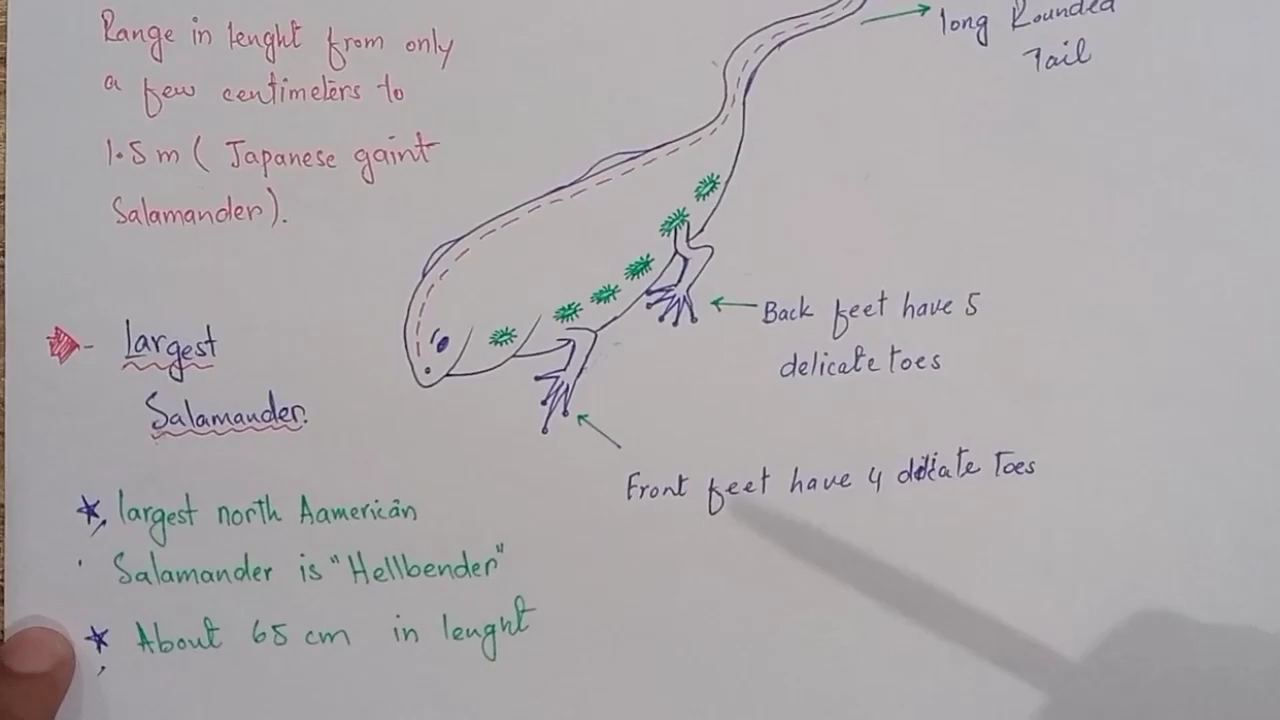 Range in lenght from only
a few centimeters to
1.5 m ( Japanese gaint
Salamander).
long Rounded
Tail
Largest
Salamander.
Back feet have 5
delicate toes
Front feet have 4 delicate Toes
* largest north Aamerican
Salamander is "Hellbender"
* About 65 cm in lenght